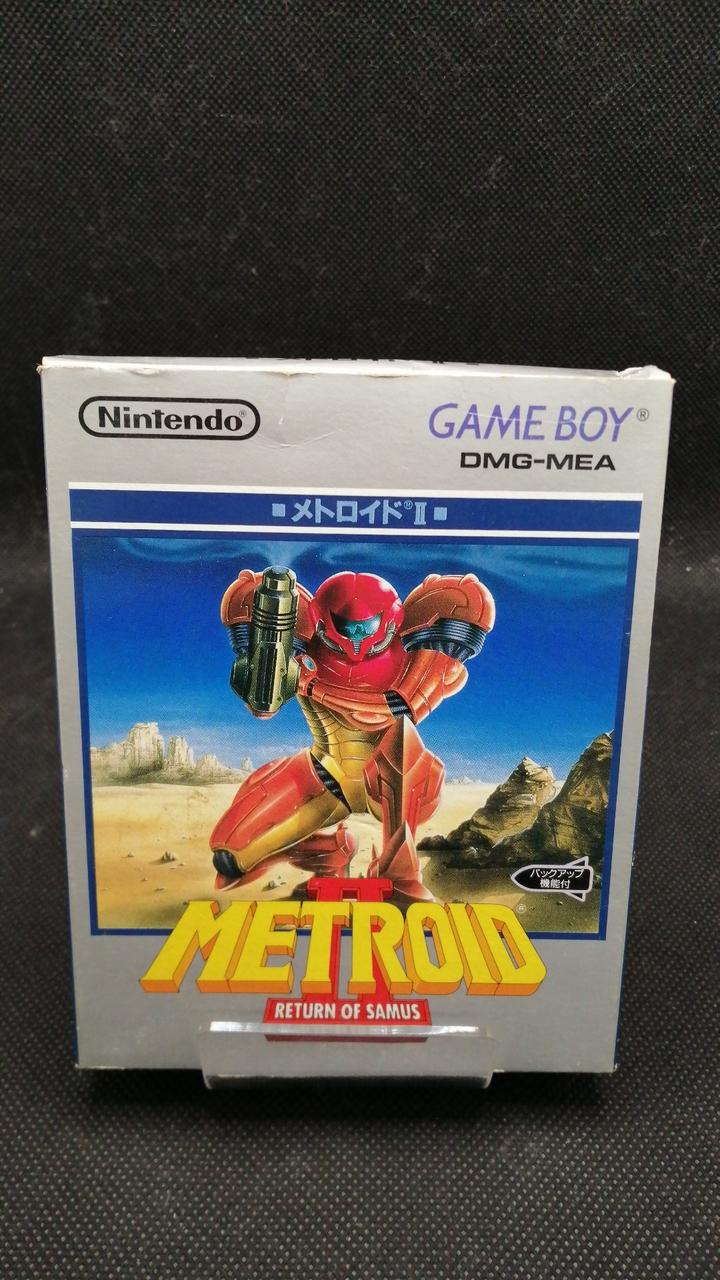 Nintendo®
GAME BOY®
DMG-MEA
▪メトロイド®II▪
バックアップ
機能付
II
METROID®
RETURN OF SAMUS